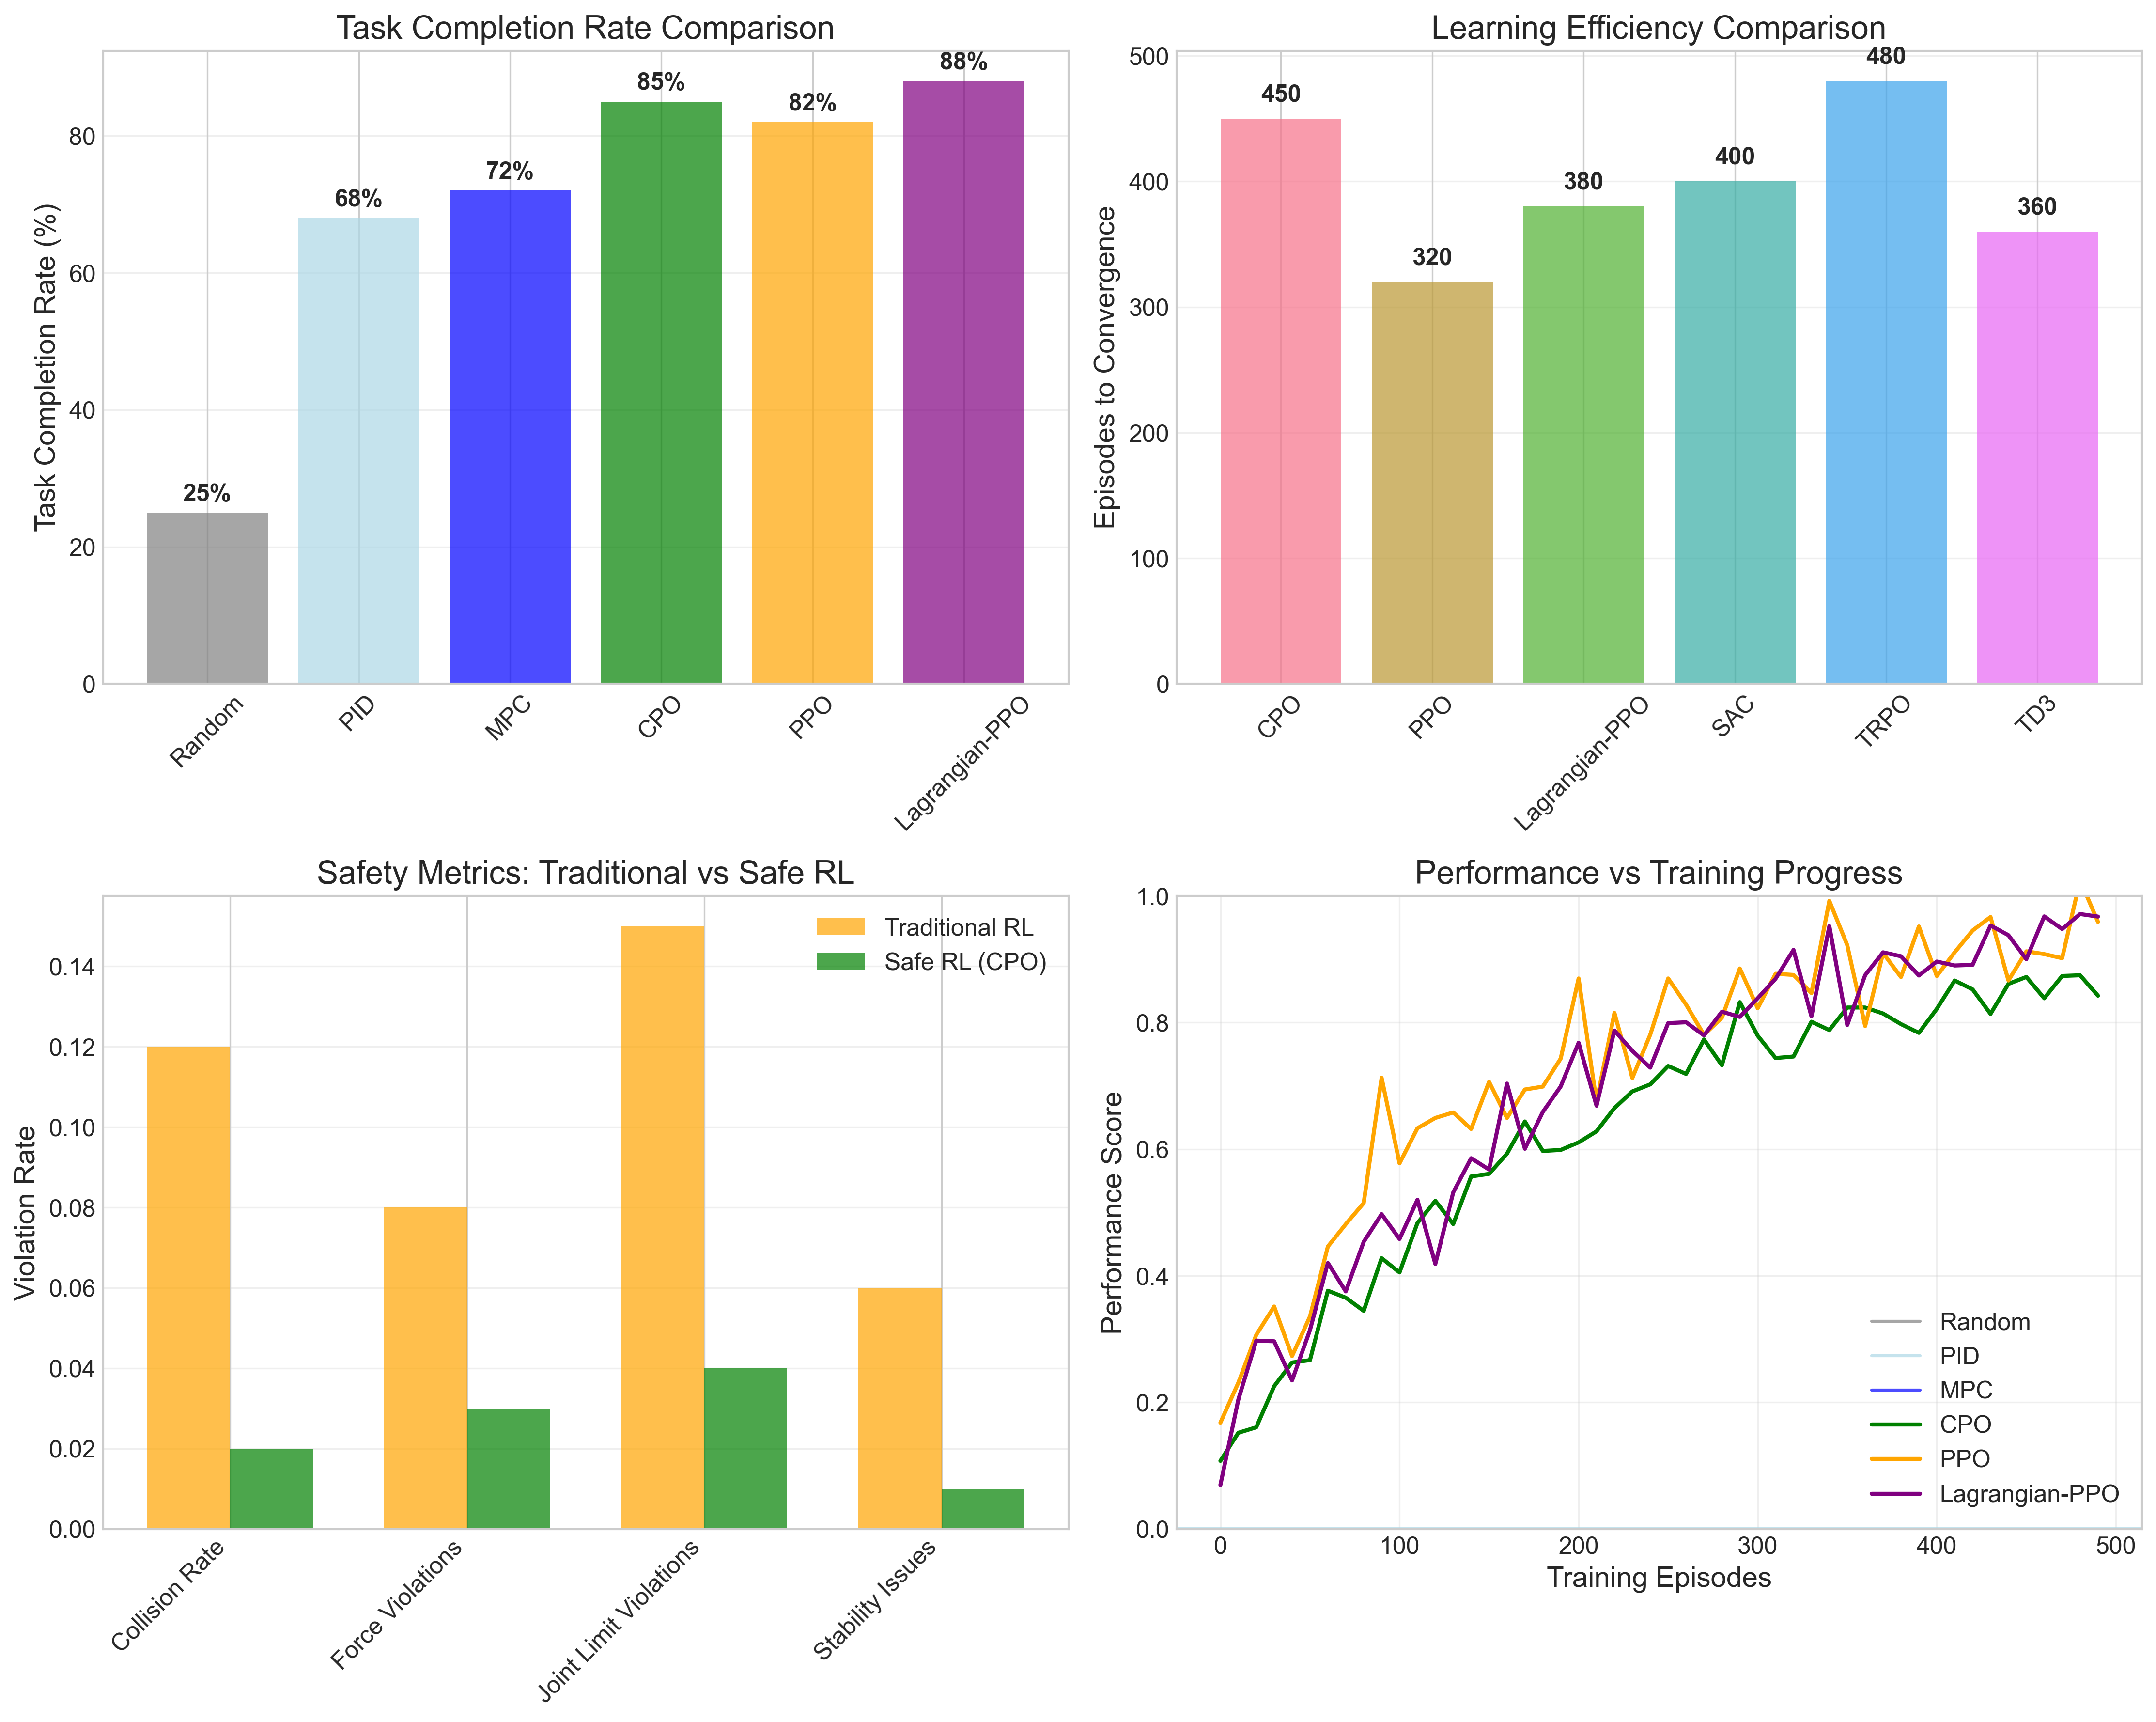 Task Completion Rate Comparison
Task Completion Rate (%)
80
60
40
20
0
25%
68%
72%
85%
82%
88%
Random
PID
MPC
CPO
PPO
Lagrangian-PPO
Learning Efficiency Comparison
Episodes to Convergence
500
400
300
200
100
0
450
320
380
400
480
360
CPO
PPO
Lagrangian-PPO
SAC
TRPO
TD3
Safety Metrics: Traditional vs Safe RL
Violation Rate
0.14
0.12
0.10
0.08
0.06
0.04
0.02
0.00
Traditional RL
Safe RL (CPO)
Collision Rate
Force Violations
Joint Limit Violations
Stability Issues
Performance vs Training Progress
Performance Score
1.0
0.8
0.6
0.4
0.2
0.0
Random
PID
MPC
CPO
PPO
Lagrangian-PPO
0
100
200
300
400
500
Training Episodes